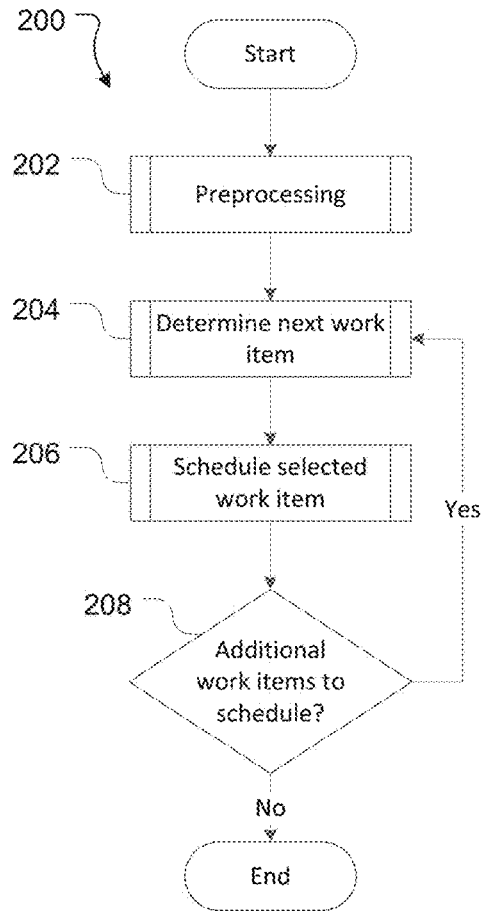 200
Start
202
Preprocessing
204
Determine next work
item
206
Schedule selected
work item
Yes
208
Additional
work items to
schedule?
No
End